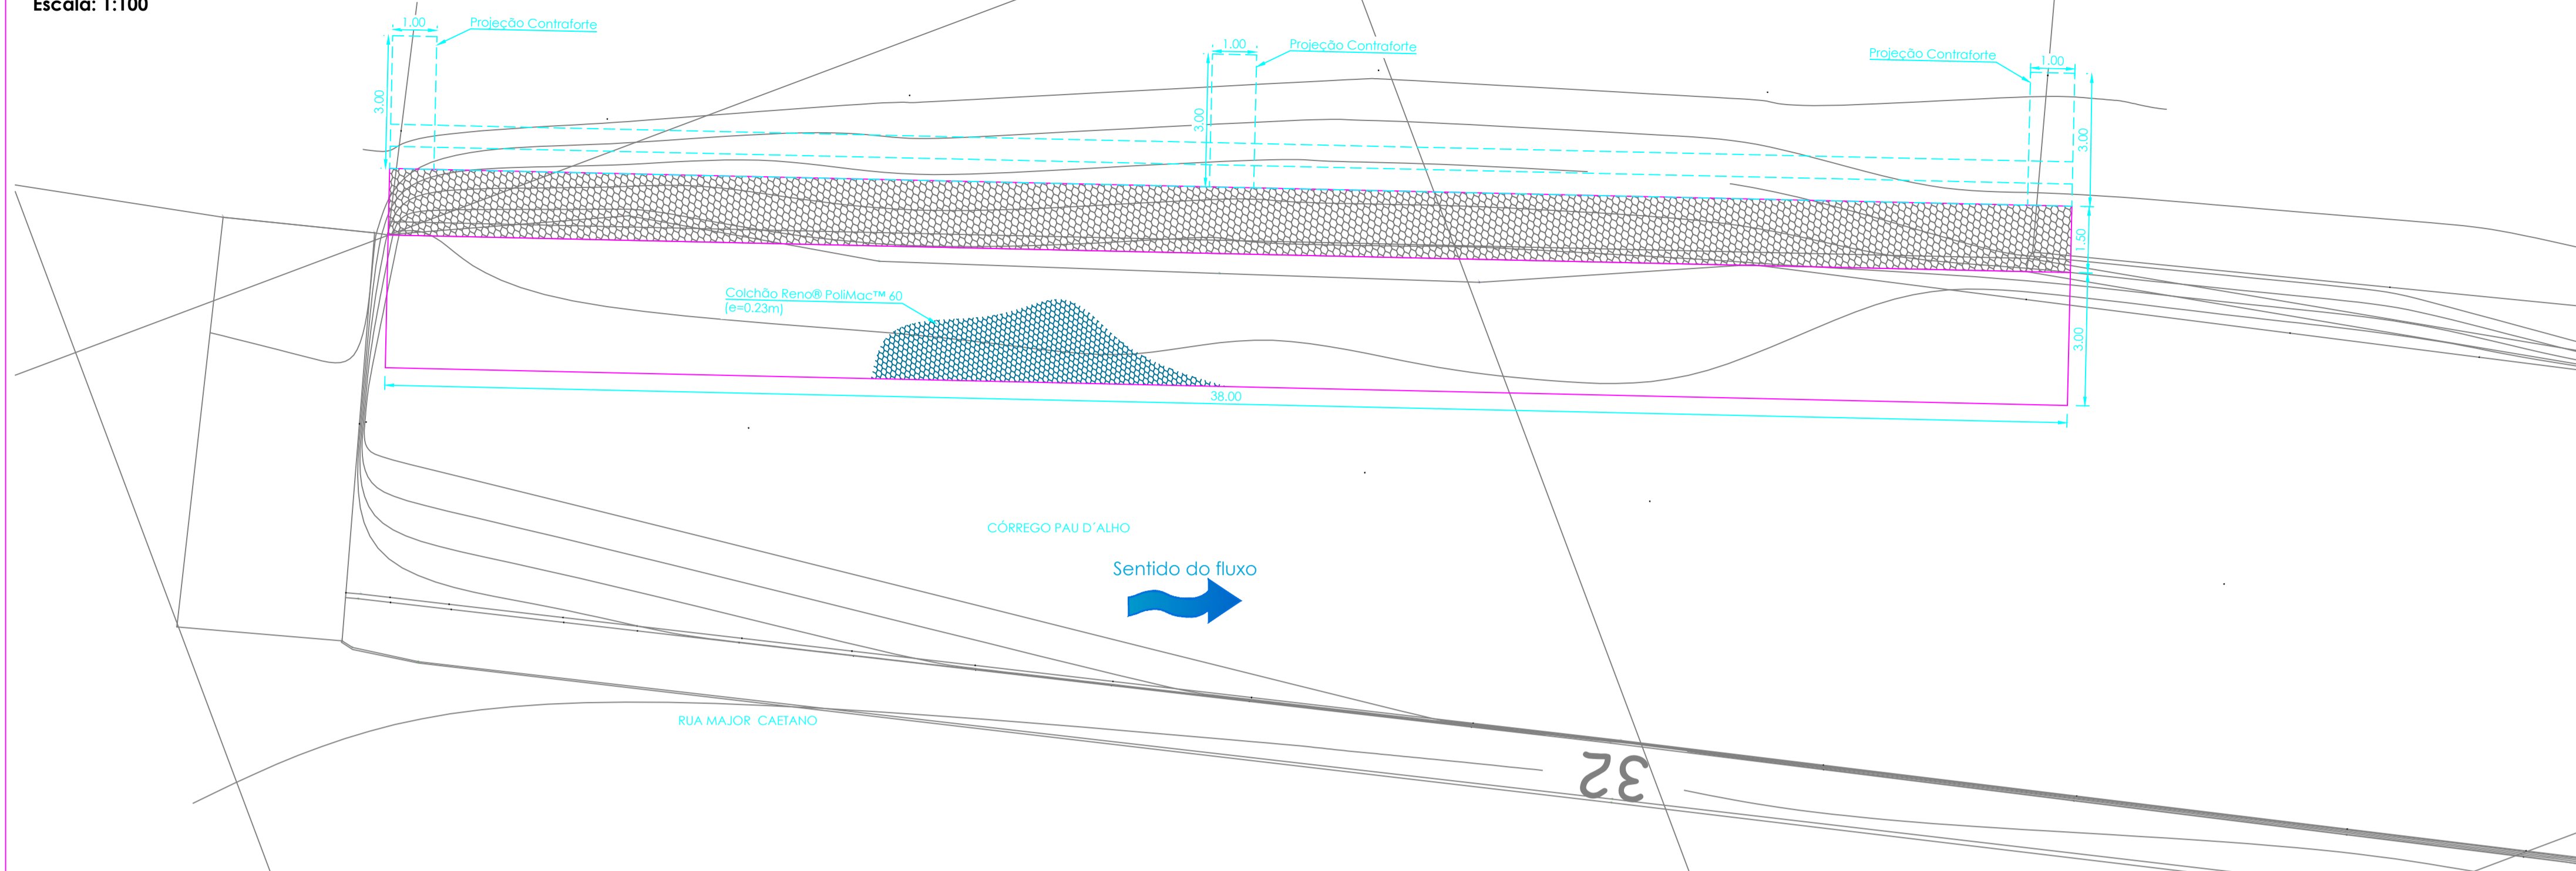 Escala: 1:100
1.00
Projeção Contraforte
3.00
1.00
Projeção Contraforte
3.00
Projeção Contraforte
1.00
3.00
1.50
3.00
Colchão Reno® PoliMac™ 60
(e=0.23m)
38.00
CÓRREGO PAU D´ALHO
Sentido do fluxo
RUA MAJOR CAETANO
32